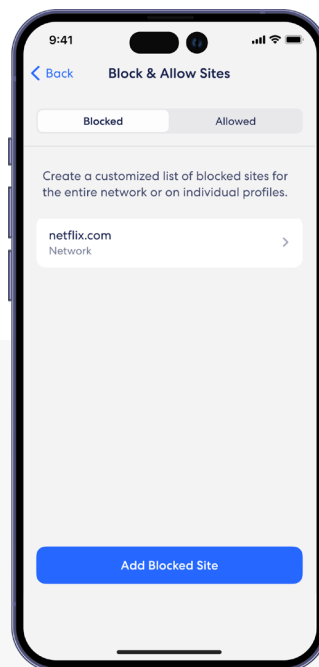 9:41
Back
Block & Allow Sites
Blocked
Allowed
Create a customized list of blocked sites for
the entire network or on individual profiles.
netflix.com
Network
Add Blocked Site